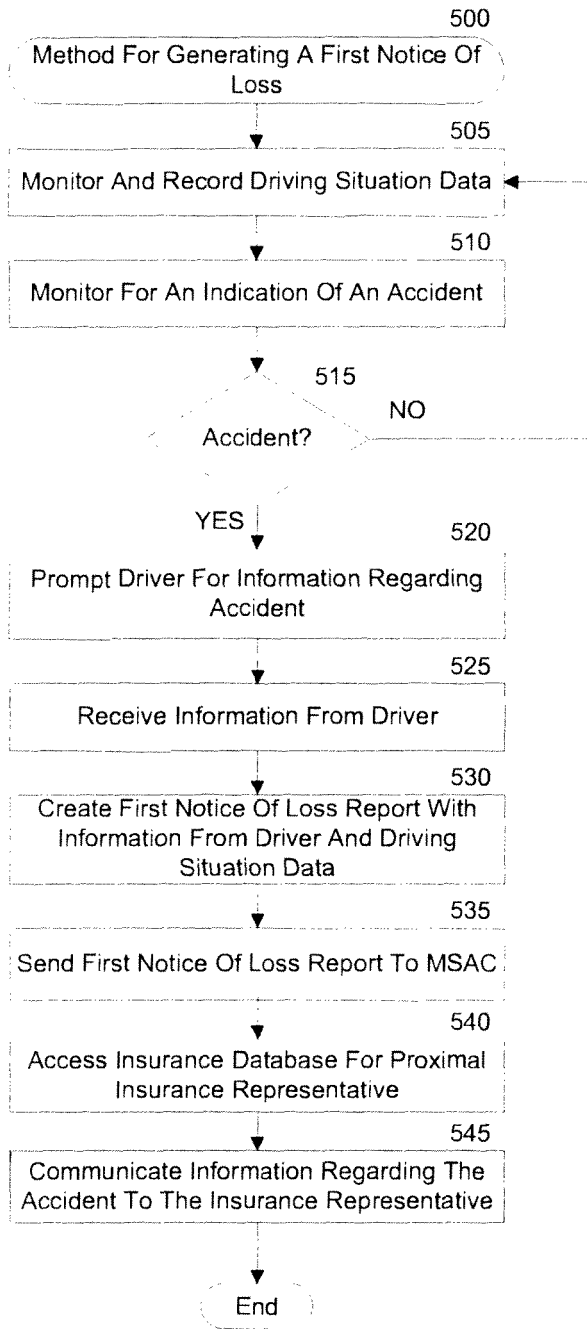 500
Method For Generating A First Notice Of
Loss
505
Monitor And Record Driving Situation Data
510
Monitor For An Indication Of An Accident
515
Accident?
NO
YES
520
Prompt Driver For Information Regarding
Accident
525
Receive Information From Driver
530
Create First Notice Of Loss Report With
Information From Driver And Driving
Situation Data
535
Send First Notice Of Loss Report To MSAC
540
Access Insurance Database For Proximal
Insurance Representative
545
Communicate Information Regarding The
Accident To The Insurance Representative
End